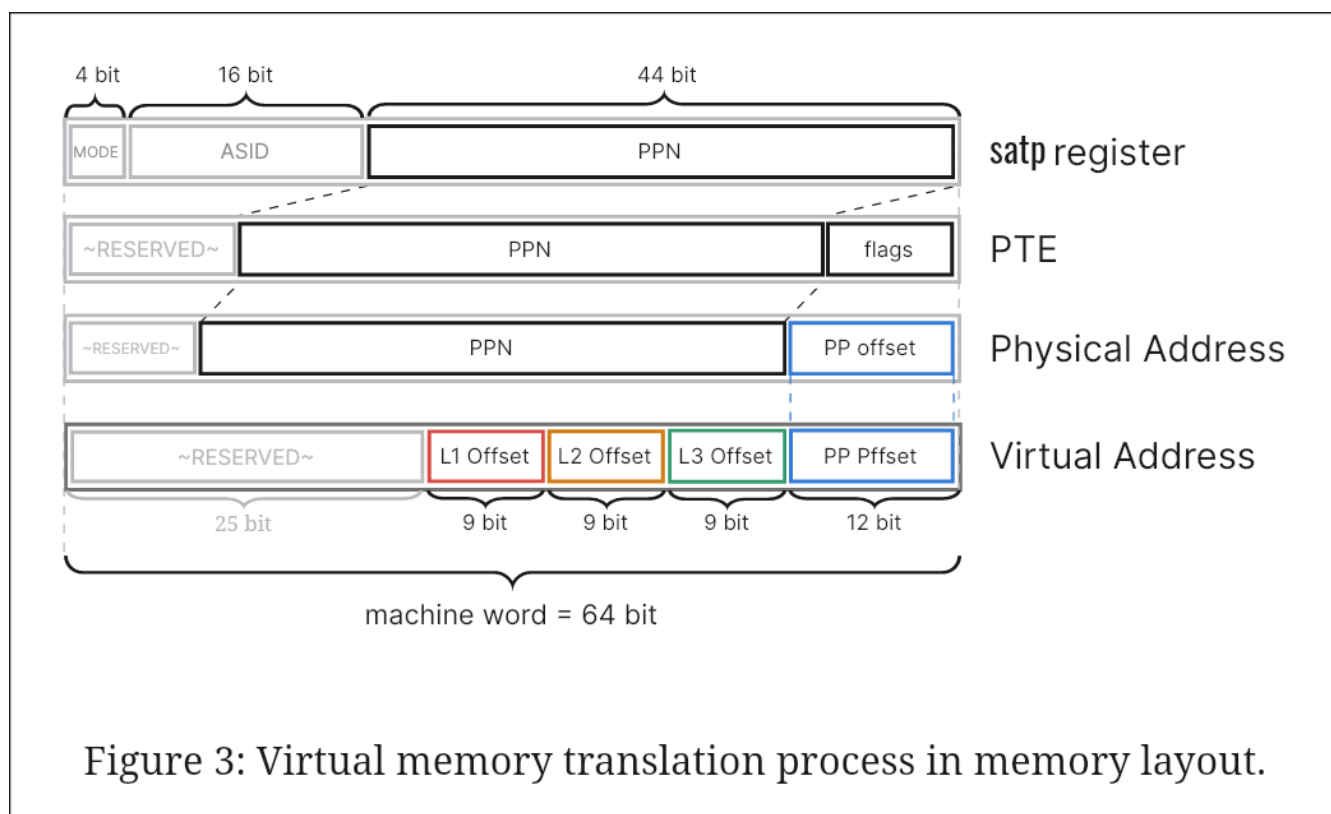 4 bit 16 bit 44 bit
MODE ASID PPN satp register
~RESERVED~ PPN flags PTE
~RESERVED~ PPN PP offset Physical Address
~RESERVED~ L1 Offset L2 Offset L3 Offset PP Pffset Virtual Address
25 bit 9 bit 9 bit 9 bit 12 bit
machine word = 64 bit
Figure 3: Virtual memory translation process in memory layout.